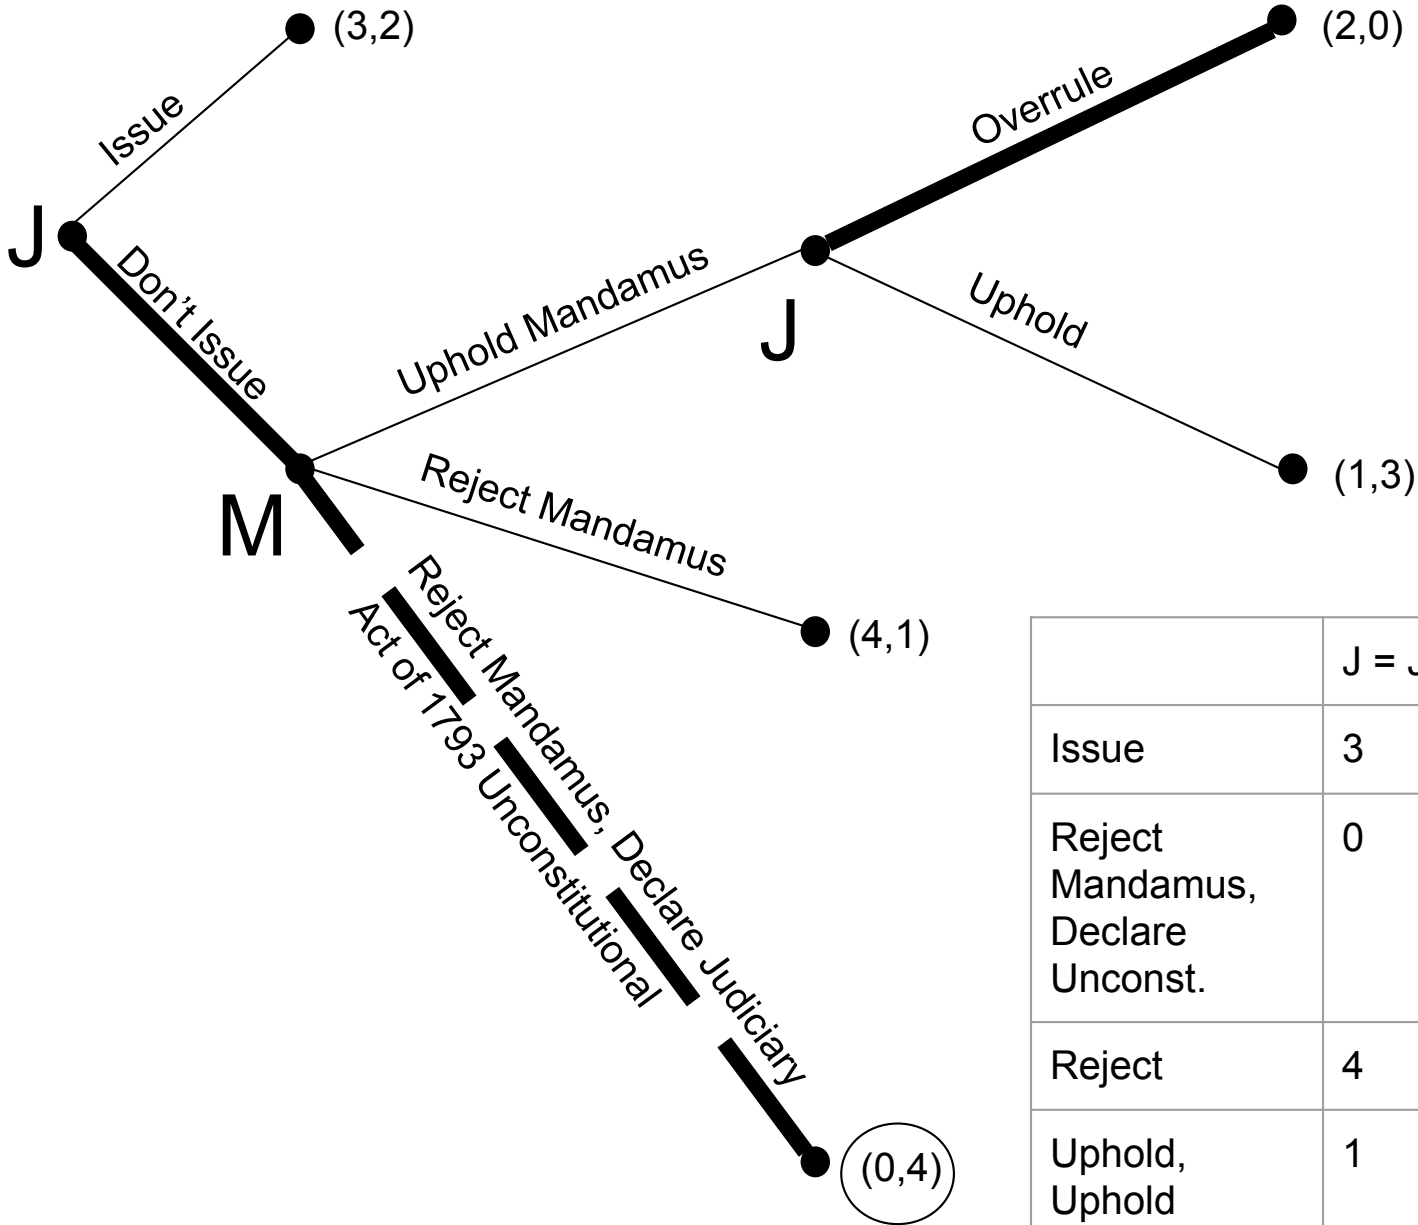 (3,2)
(2,0)
Issue
Overrule
J
Don't Issue
Uphold Mandamus
J
Uphold
M
Reject Mandamus
(1,3)
Reject Mandamus, Declare Judiciary
Act of 1793 Unconstitutional
(4,1)
(0,4)
J =
Issue 3
Reject 0
Mandamus,
Declare
Unconst.
Reject 4
Uphold, 1
Uphold